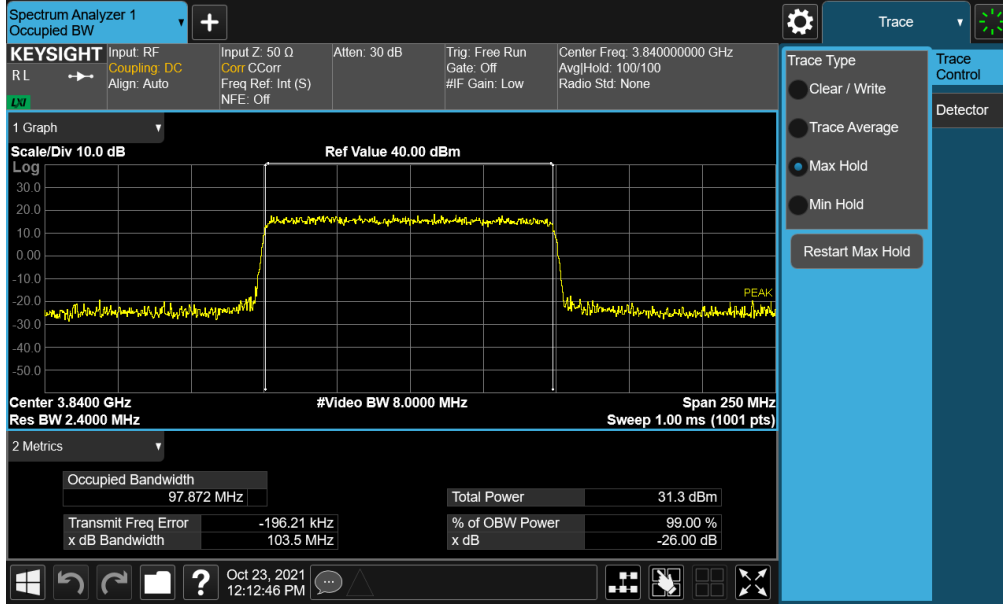 Spectrum Analyzer 1
Occupied BW
+
Trace
KEYSIGHT
RL
LXI
Input: RF
Coupling: DC
Align: Auto
Input Z: 50 Ω
Corr CCorr
Freq Ref: Int (S)
NFE: Off
Atten: 30 dB
Trig: Free Run
Gate: Off
#IF Gain: Low
Center Freq: 3.840000000 GHz
Avg|Hold: 100/100
Radio Std: None
Trace Type
Clear / Write
Trace Average
Max Hold
Min Hold
Restart Max Hold
Trace
Control
Detector
1 Graph
Scale/Div 10.0 dB
Ref Value 40.00 dBm
Log
30.0
20.0
10.0
0.00
-10.0
-20.0
-30.0
-40.0
-50.0
PEAK
Center 3.8400 GHz
#Video BW 8.0000 MHz
Span 250 MHz
Res BW 2.4000 MHz
Sweep 1.00 ms (1001 pts)
2 Metrics
Occupied Bandwidth
97.872 MHz
Total Power 31.3 dBm
Transmit Freq Error -196.21 kHz
% of OBW Power 99.00 %
x dB Bandwidth 103.5 MHz
x dB -26.00 dB
?
Oct 23, 2021
12:12:46 PM